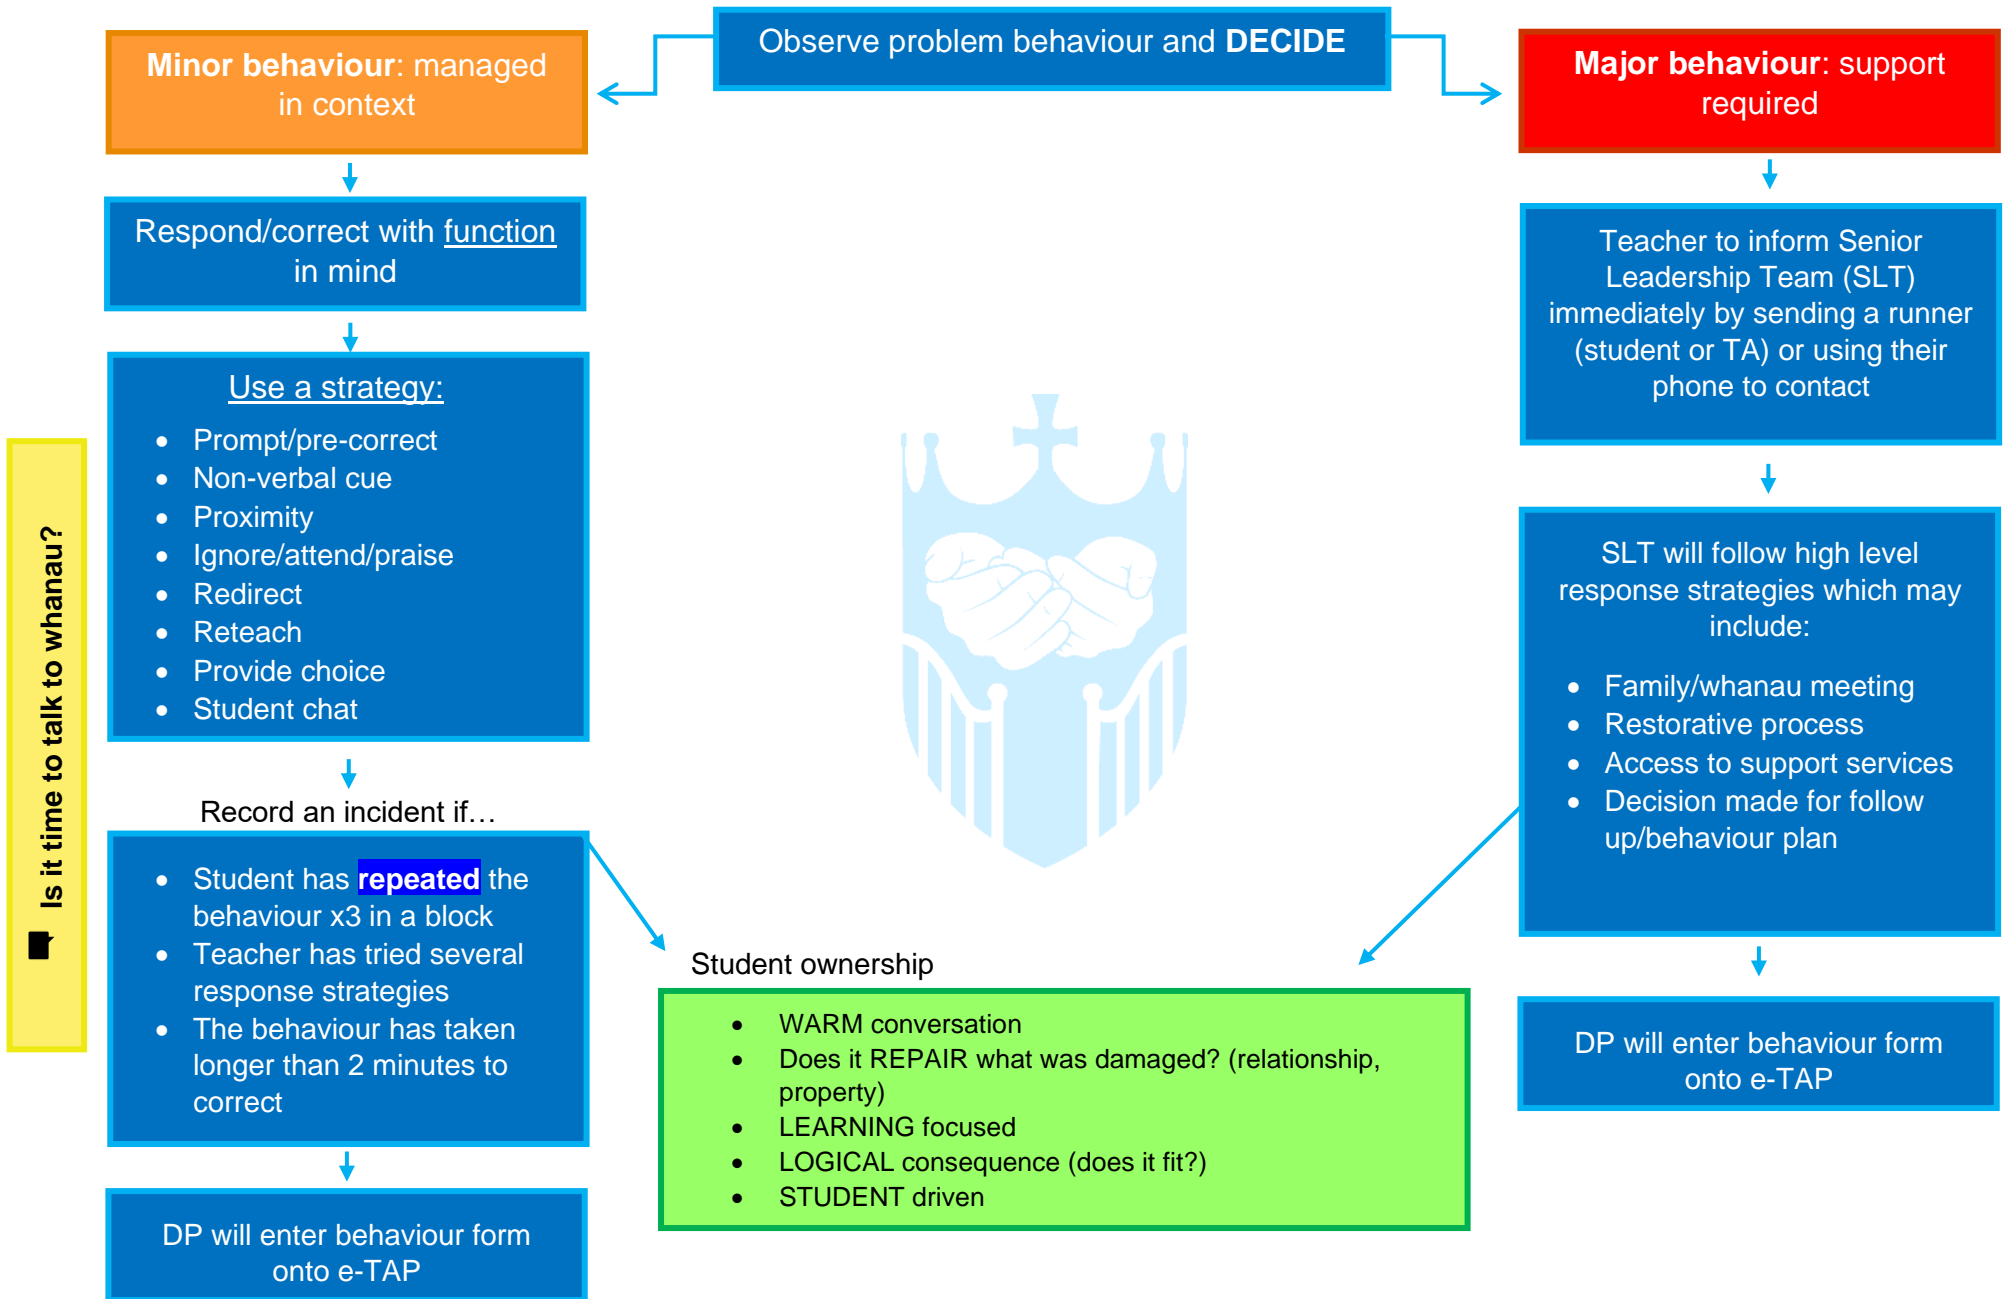 Observe problem behaviour and DECIDE
Minor behaviour: managed
in context
Respond/correct with function
in mind
Use a strategy:
• Prompt/pre-correct
• Non-verbal cue
• Proximity
• Ignore/attend/praise
• Redirect
• Reteach
• Provide choice
• Student chat
Record an incident if…
• Student has repeated the
behaviour x3 in a block
• Teacher has tried several
response strategies
• The behaviour has taken
longer than 2 minutes to
correct
DP will enter behaviour form
onto e-TAP
Is it time to talk to whanau?
Major behaviour: support
required
Teacher to inform Senior
Leadership Team (SLT)
immediately by sending a runner
(student or TA) or using their
phone to contact
SLT will follow high level
response strategies which may
include:
• Family/whanau meeting
• Restorative process
• Access to support services
• Decision made for follow
up/behaviour plan
DP will enter behaviour form
onto e-TAP
Student ownership
• WARM conversation
• Does it REPAIR what was damaged? (relationship,
property)
• LEARNING focused
• LOGICAL consequence (does it fit?)
• STUDENT driven